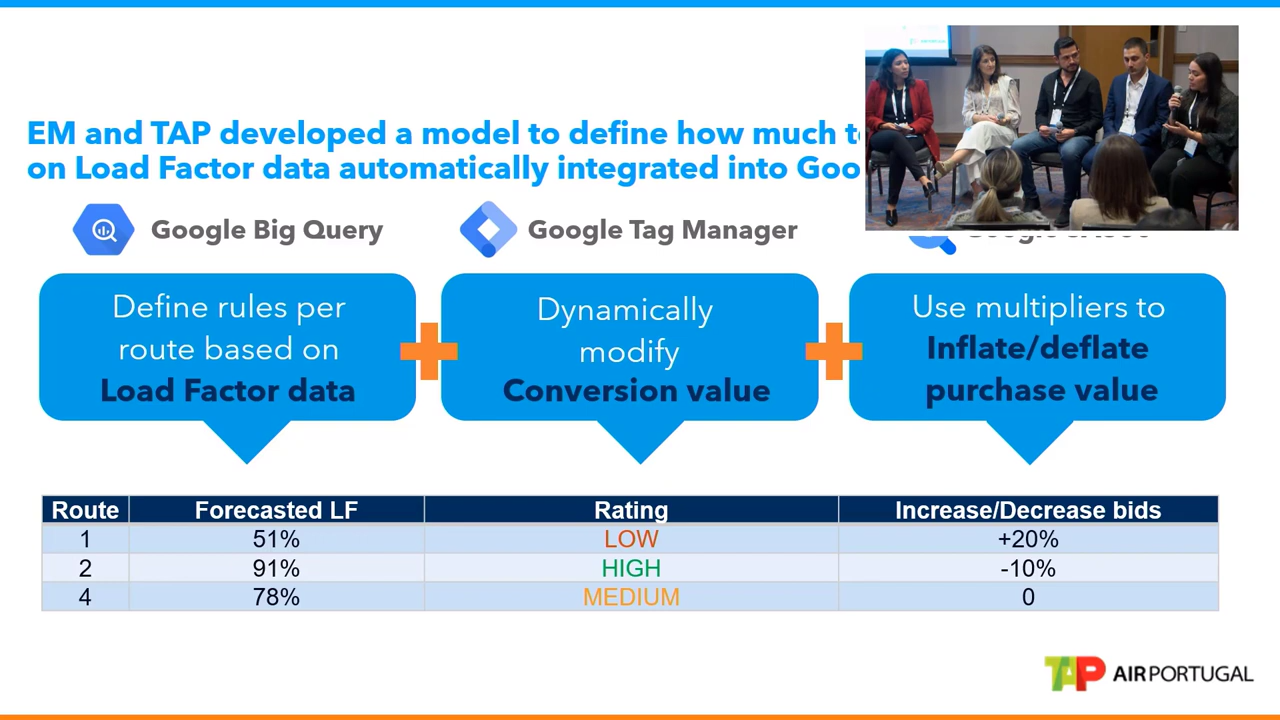 EM and TAP developed a model to define how much
on Load Factor data automatically integrated into
Google Big Query
Google Tag Manager
Define rules per
route based on
Load Factor data
Dynamically
modify
Conversion value
Use multipliers to
Inflate/deflate
purchase value
Route Forecasted LF Rating Increase/Decrease bids
1 51% LOW +20%
2 91% HIGH -10%
4 78% MEDIUM 0
TAP AIRPORTUGAL